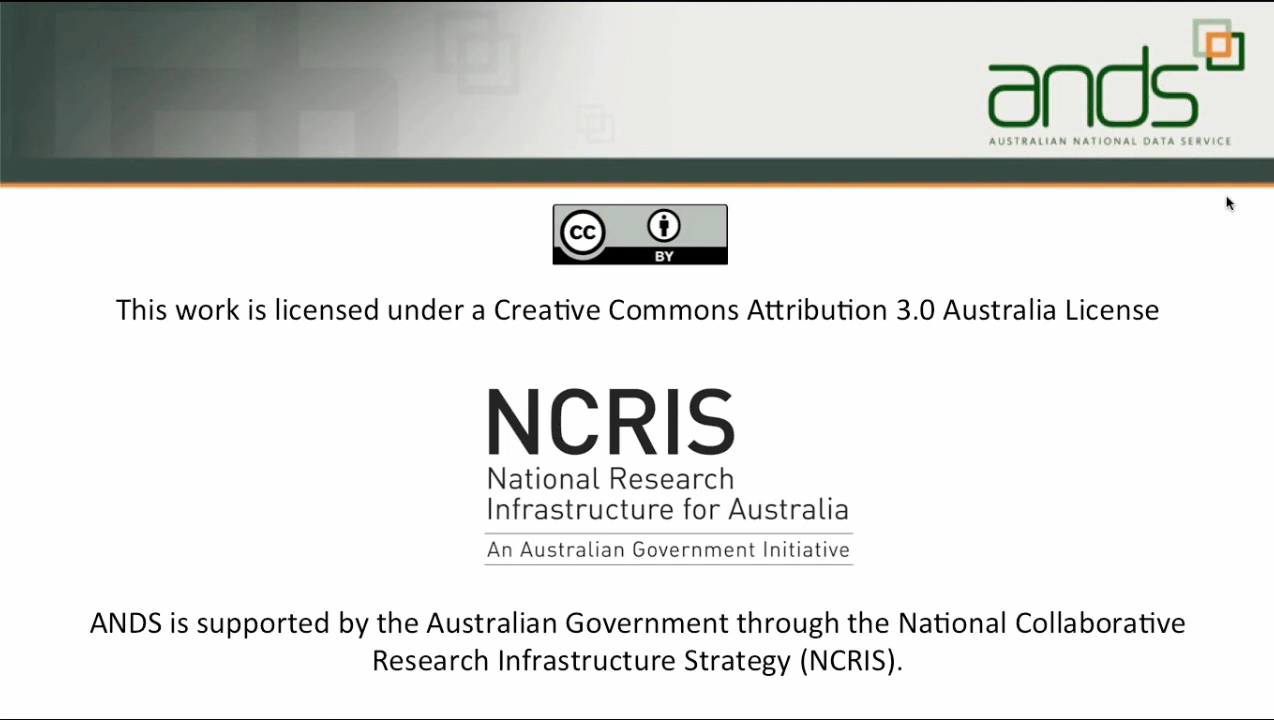 ands
AUSTRALIAN NATIONAL DATA SERVICE
cc
BY
This work is licensed under a Creative Commons Attribution 3.0 Australia License
NCRIS
National Research
Infrastructure for Australia
An Australian Government Initiative
ANDS is supported by the Australian Government through the National Collaborative
Research Infrastructure Strategy (NCRIS).